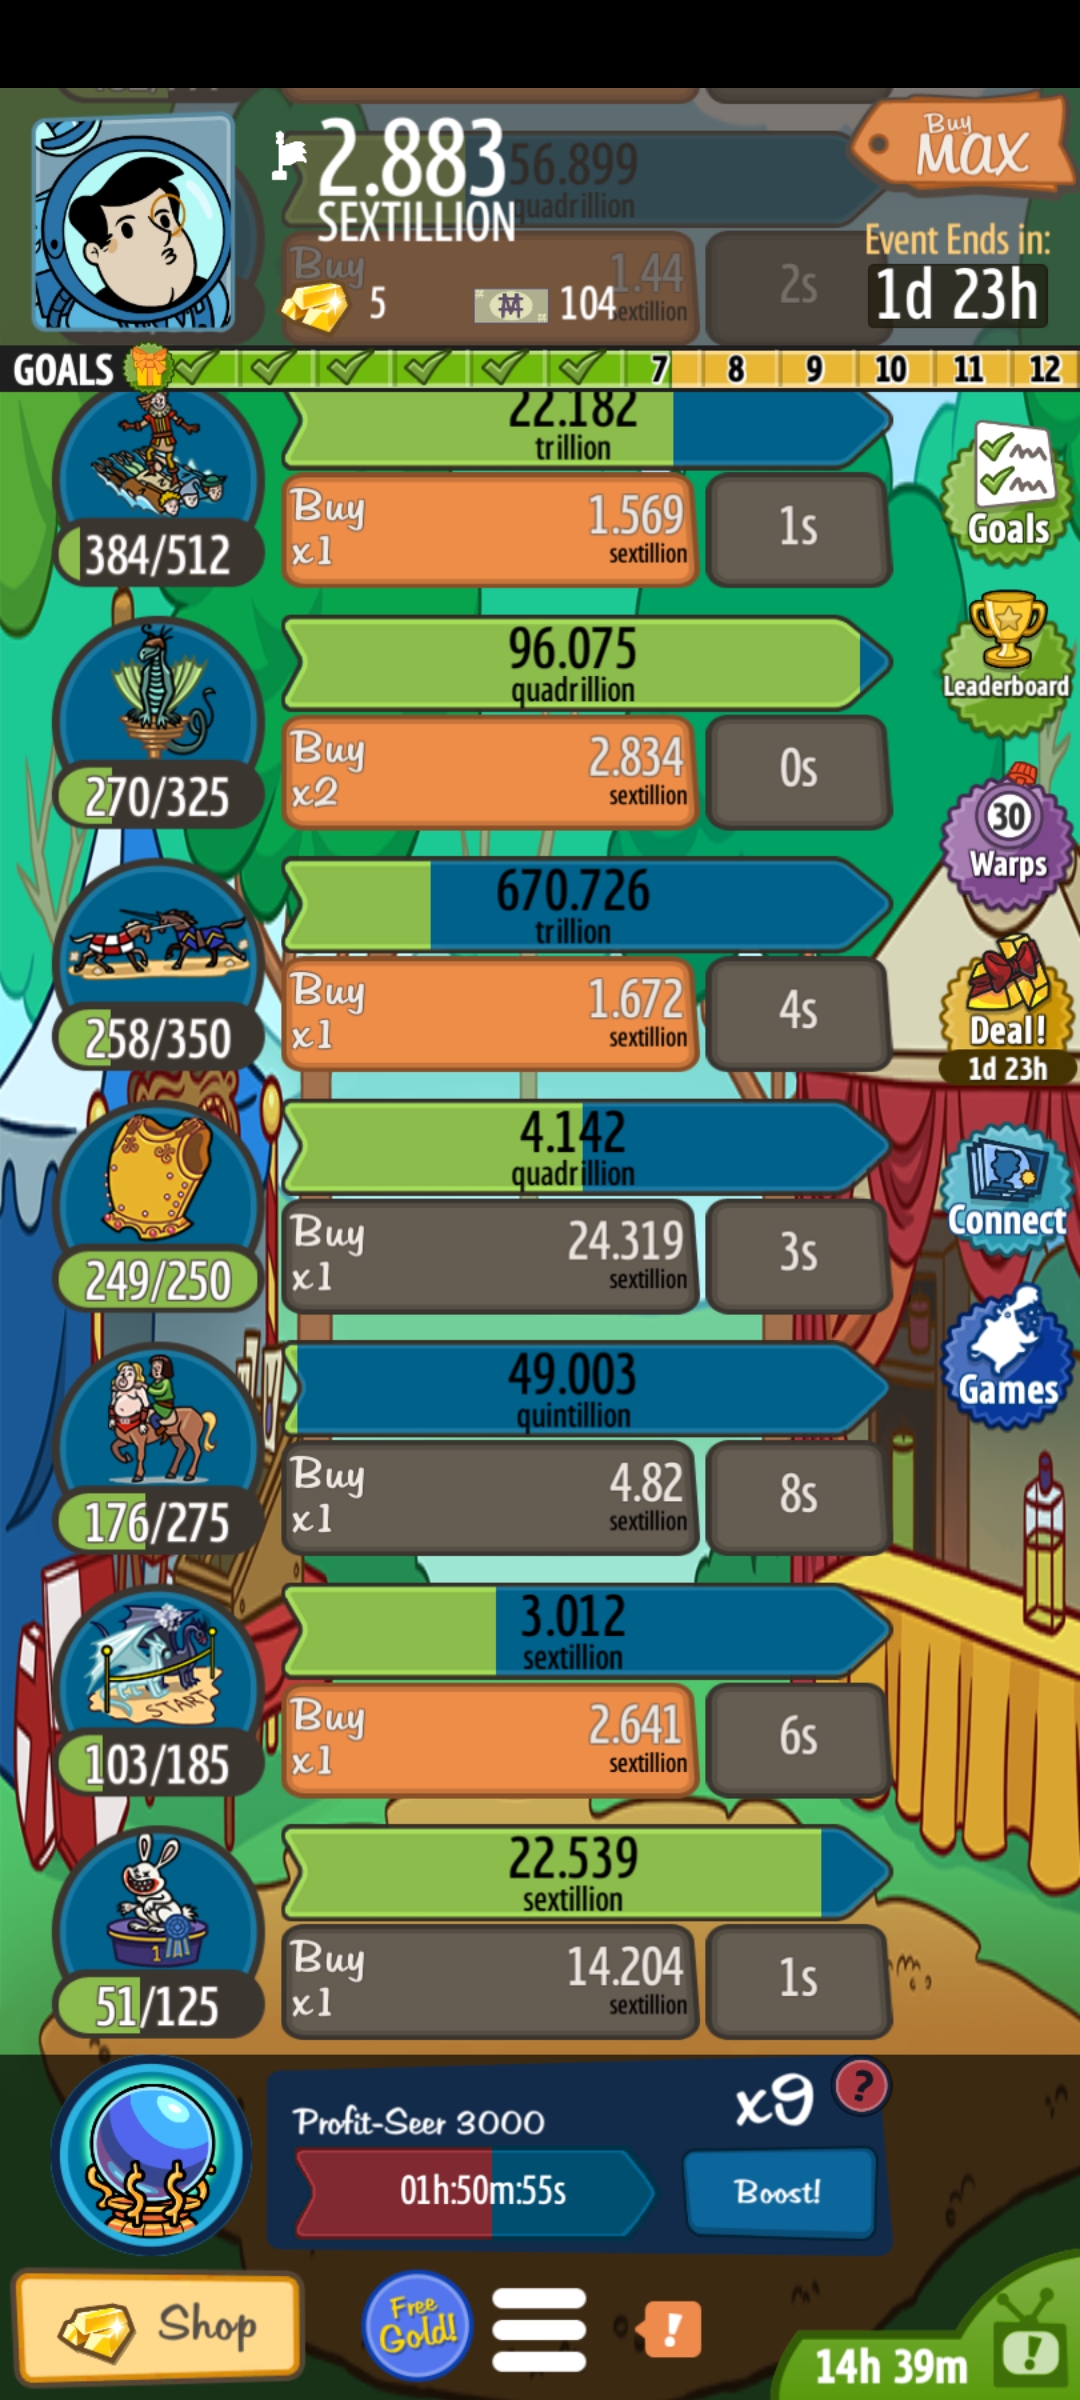 Buy
MAX
2.883
SEXTILLION
56.899
quadrillion
Event Ends in:
1d 23h
Buy
1.44
sextillion
2s
5
104
GOALS
7
8
9
10
11
12
22.182
trillion
384/512
Buy
x1
1.569
sextillion
1s
Goals
96.075
quadrillion
270/325
Buy
x2
2.834
sextillion
0s
Leaderboard
30
Warps
670.726
trillion
258/350
Buy
x1
1.672
sextillion
4s
Deal!
1d 23h
4.142
quadrillion
249/250
Buy
x1
24.319
sextillion
3s
Connect
49.003
quintillion
176/275
Buy
x1
4.82
sextillion
8s
Games
START
3.012
sextillion
103/185
Buy
x1
2.641
sextillion
6s
1
22.539
sextillion
51/125
Buy
x1
14.204
sextillion
1s
Profit-Seer 3000
x9
?
01h:50m:55s
Boost!
Shop
Free
Gold!
!
14h 39m
!